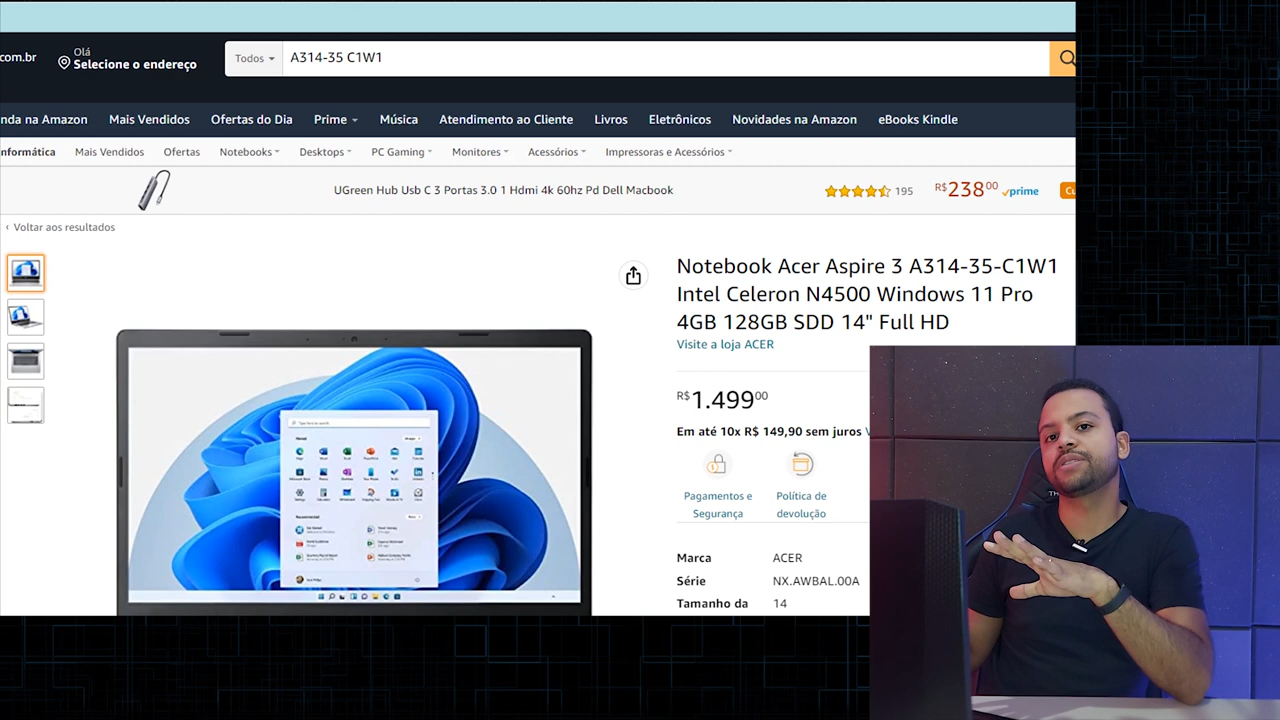 com.br
Olá
Selecione o endereço
Todos
A314-35 C1W1
nda na Amazon
Mais Vendidos
Ofertas do Dia
Prime
Música
Atendimento ao Cliente
Livros
Eletrônicos
Novidades na Amazon
eBooks Kindle
nformática
Mais Vendidos
Ofertas
Notebooks
Desktops
PC Gaming
Monitores
Acessórios
Impressoras e Acessórios
UGreen Hub Usb C 3 Portas 3.0 1 Hdmi 4k 60hz Pd Dell Macbook
195
R$23800
prime
Cu
‹ Voltar aos resultados
Notebook Acer Aspire 3 A314-35-C1W1
Intel Celeron N4500 Windows 11 Pro
4GB 128GB SDD 14" Full HD
Visite a loja ACER
R$1.49900
Em até 10x R$ 149,90 sem juros
Pagamentos e
Segurança
Política de
devolução
Marca ACER
Série NX.AWBAL.00A
Tamanho da 14